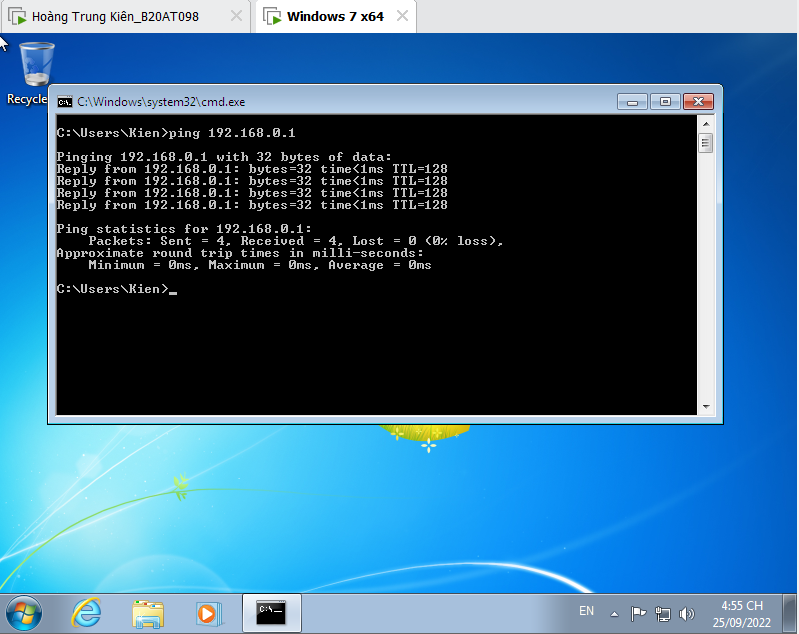 Hoàng Trung Kiên_B20AT098
Windows 7 x64
Recycle
C:\Windows\system32\cmd.exe
C:\Users\Kien>ping 192.168.0.1
Pinging 192.168.0.1 with 32 bytes of data:
Reply from 192.168.0.1: bytes=32 time<1ms TTL=128
Reply from 192.168.0.1: bytes=32 time<1ms TTL=128
Reply from 192.168.0.1: bytes=32 time<1ms TTL=128
Reply from 192.168.0.1: bytes=32 time<1ms TTL=128
Ping statistics for 192.168.0.1:
Packets: Sent = 4, Received = 4, Lost = 0 (0% loss),
Approximate round trip times in milli-seconds:
Minimum = 0ms, Maximum = 0ms, Average = 0ms
C:\Users\Kien>_
EN
4:55 CH
25/09/2022